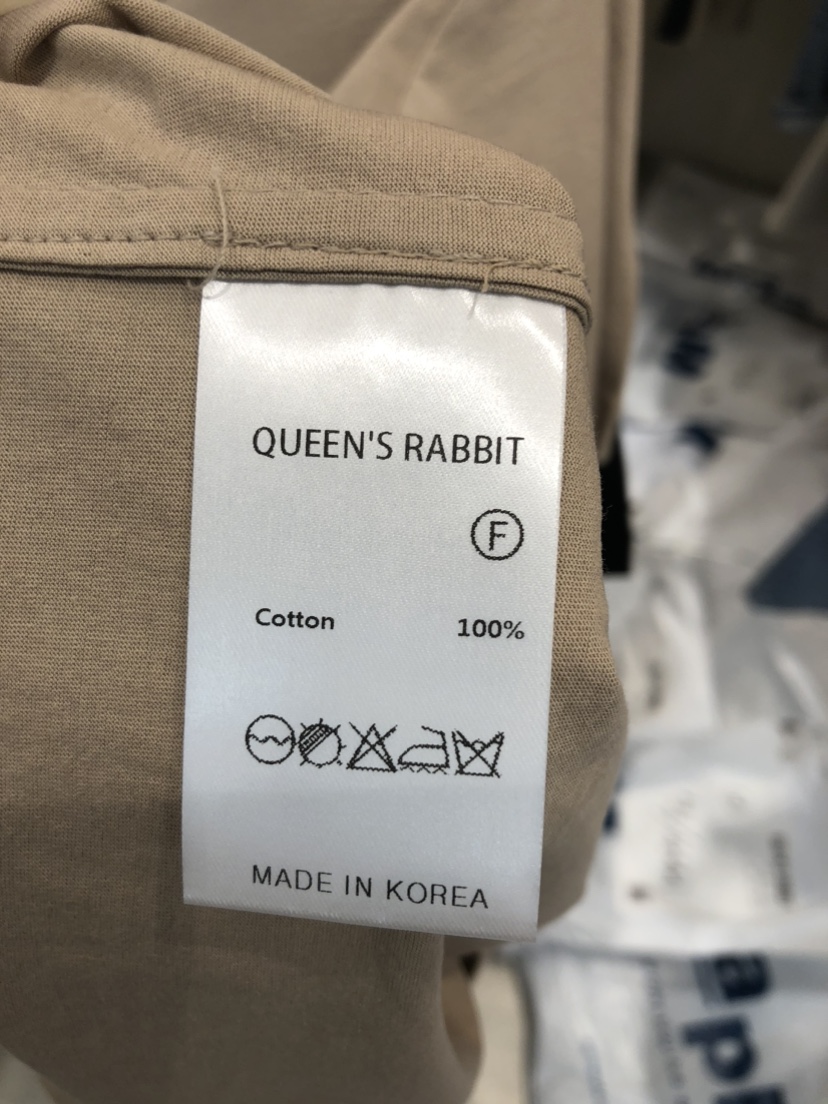 QUEEN'S RABBIT
F
Cotton 100%
MADE IN KOREA